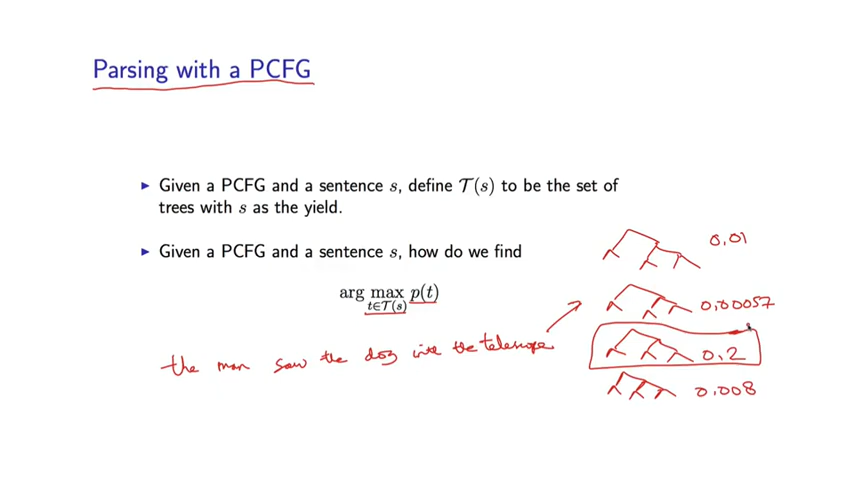 Parsing with a PCFG
▶ Given a PCFG and a sentence s, define 𝒯(s) to be the set of
trees with s as the yield.
▶ Given a PCFG and a sentence s, how do we find
arg max p(t)
t∈𝒯(s)
the man saw the dog with the telescope
0.01
0.00057
0.2
0.008